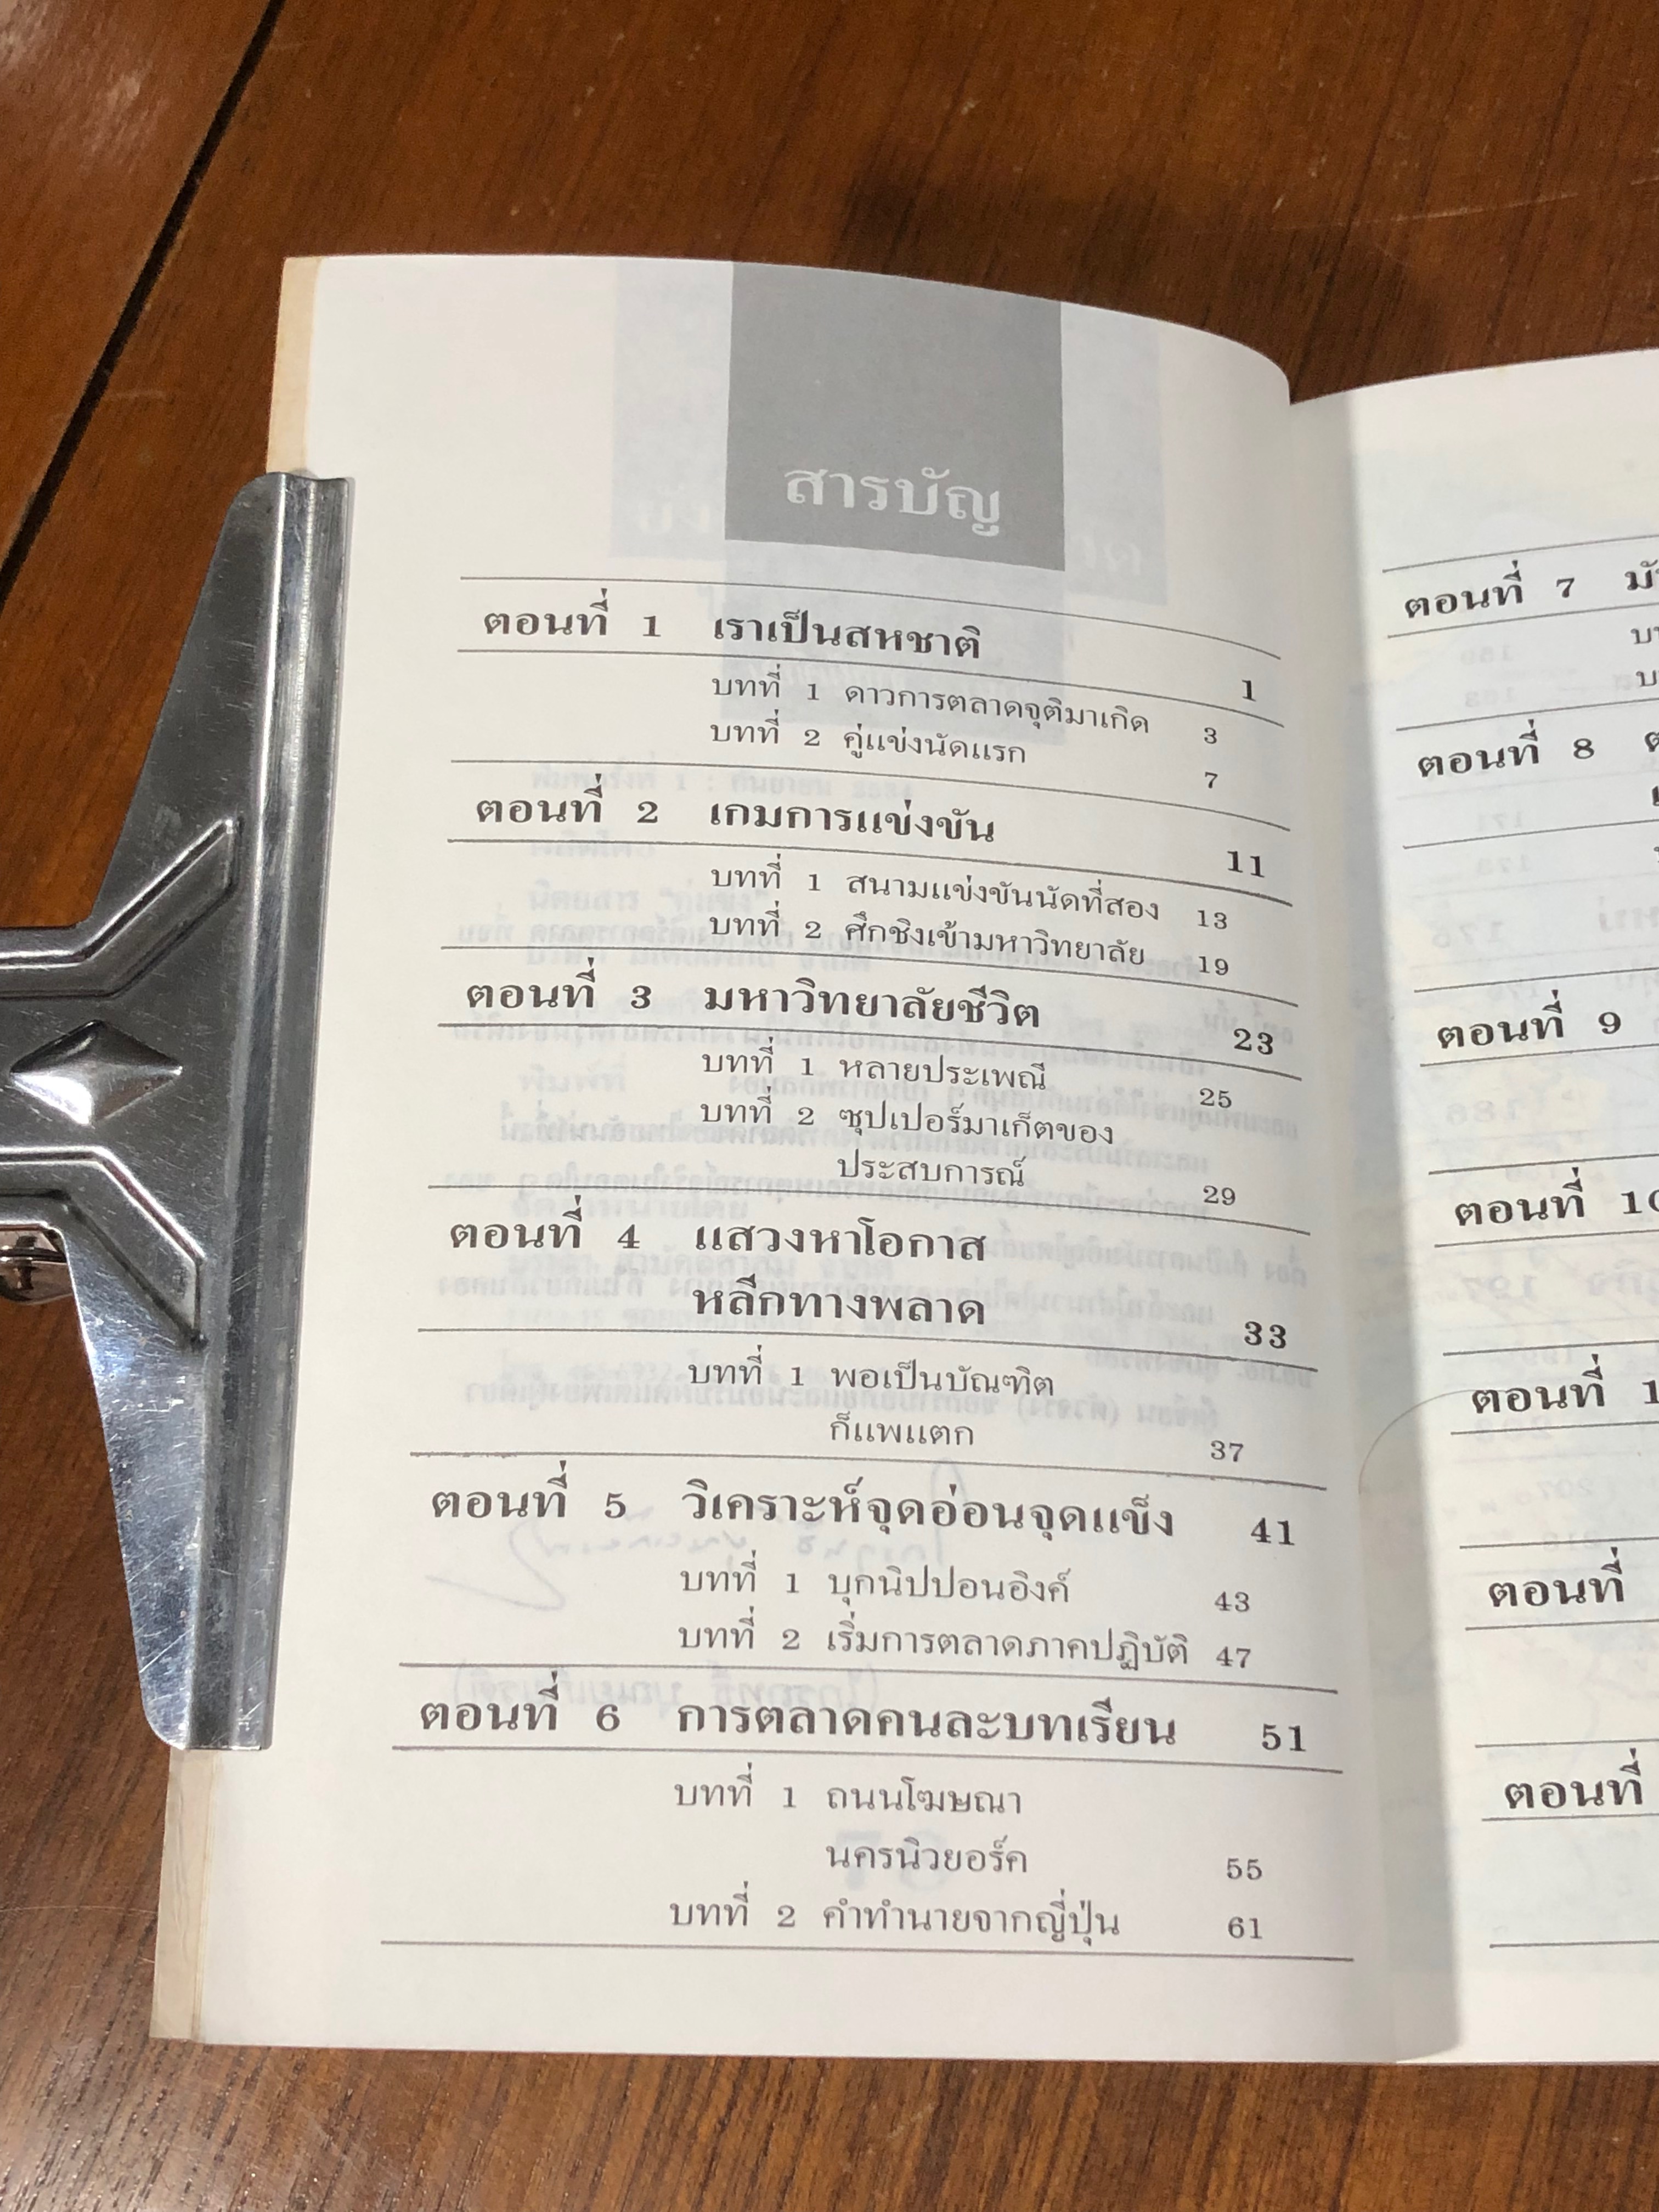 สารบัญ
ตอนที่ 1 เราเป็นสหชาติ 1
บทที่ 1 ดาวการตลาดจุติมาเกิด 3
บทที่ 2 คู่แข่งนัดแรก 7
ตอนที่ 2 เกมการแข่งขัน 11
บทที่ 1 สนามแข่งขันนัดที่สอง 13
บทที่ 2 ศึกชิงเข้ามหาวิทยาลัย 19
ตอนที่ 3 มหาวิทยาลัยชีวิต 23
บทที่ 1 หลายประเพณี 25
บทที่ 2 ซุปเปอร์มาเก็ตของ
ประสบการณ์ 29
ตอนที่ 4 แสวงหาโอกาส
หลีกทางพลาด 33
บทที่ 1 พอเป็นบัณฑิต
ก็แพแตก 37
ตอนที่ 5 วิเคราะห์จุดอ่อนจุดแข็ง 41
บทที่ 1 บุกนิปปอนอิงค์ 43
บทที่ 2 เริ่มการตลาดภาคปฏิบัติ 47
ตอนที่ 6 การตลาดคนละบทเรียน 51
บทที่ 1 ถนนโฆษณา
นครนิวยอร์ค 55
บทที่ 2 คำทำนายจากญี่ปุ่น 61
ตอนที่ 7
ตอนที่ 8
ตอนที่ 9
ตอนที่ 10
ตอนที่ 1
ตอนที่
ตอนที่